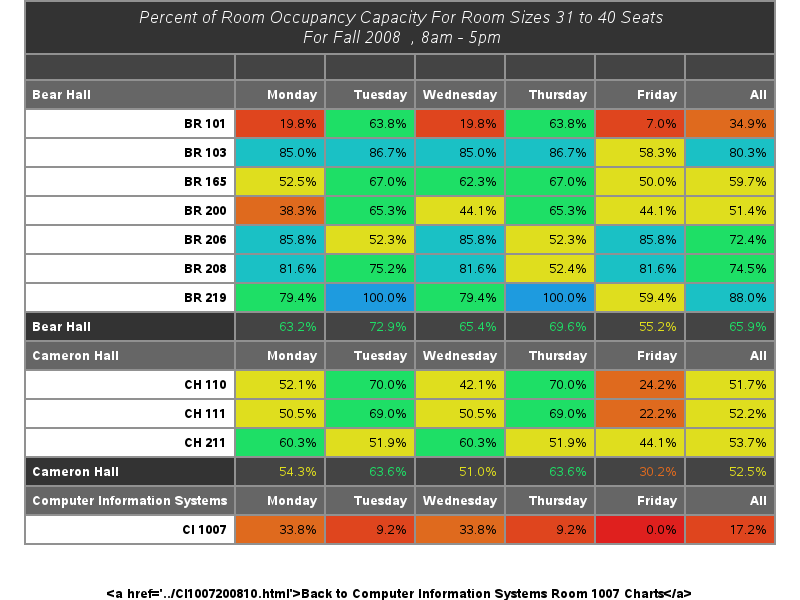 Percent of Room Occupancy Capacity For Room Sizes 31 to 40 Seats
For Fall 2008 , 8am - 5pm
Bear Hall Monday Tuesday Wednesday Thursday Friday All
BR 101 19.8% 63.8% 19.8% 63.8% 7.0% 34.9%
BR 103 85.0% 86.7% 85.0% 86.7% 58.3% 80.3%
BR 165 52.5% 67.0% 62.3% 67.0% 50.0% 59.7%
BR 200 38.3% 65.3% 44.1% 65.3% 44.1% 51.4%
BR 206 85.8% 52.3% 85.8% 52.3% 85.8% 72.4%
BR 208 81.6% 75.2% 81.6% 52.4% 81.6% 74.5%
BR 219 79.4% 100.0% 79.4% 100.0% 59.4% 88.0%
Bear Hall 63.2% 72.9% 65.4% 69.6% 55.2% 65.9%
Cameron Hall Monday Tuesday Wednesday Thursday Friday All
CH 110 52.1% 70.0% 42.1% 70.0% 24.2% 51.7%
CH 111 50.5% 69.0% 50.5% 69.0% 22.2% 52.2%
CH 211 60.3% 51.9% 60.3% 51.9% 44.1% 53.7%
Cameron Hall 54.3% 63.6% 51.0% 63.6% 30.2% 52.5%
Computer Information Systems Monday Tuesday Wednesday Thursday Friday All
CI 1007 33.8% 9.2% 33.8% 9.2% 0.0% 17.2%
&lt;a href='../CI1007200810.html'&gt;Back to Computer Information Systems Room 1007 Charts&lt;/a&gt;